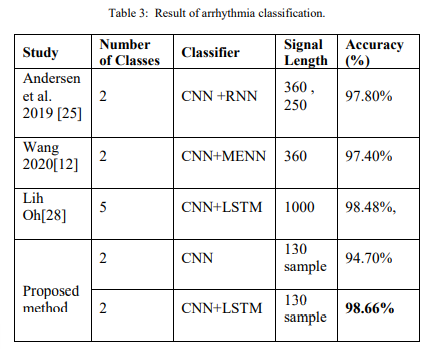 Table 3: Result of arrhythmia classification.
Study Number of Classes Classifier Signal Length Accuracy (%)
Andersen et al. 2019 [25] 2 CNN +RNN 360 , 250 97.80%
Wang 2020[12] 2 CNN+MENN 360 97.40%
Lih Oh[28] 5 CNN+LSTM 1000 98.48%,
Proposed method 2 CNN 130 sample 94.70%
2 CNN+LSTM 130 sample 98.66%